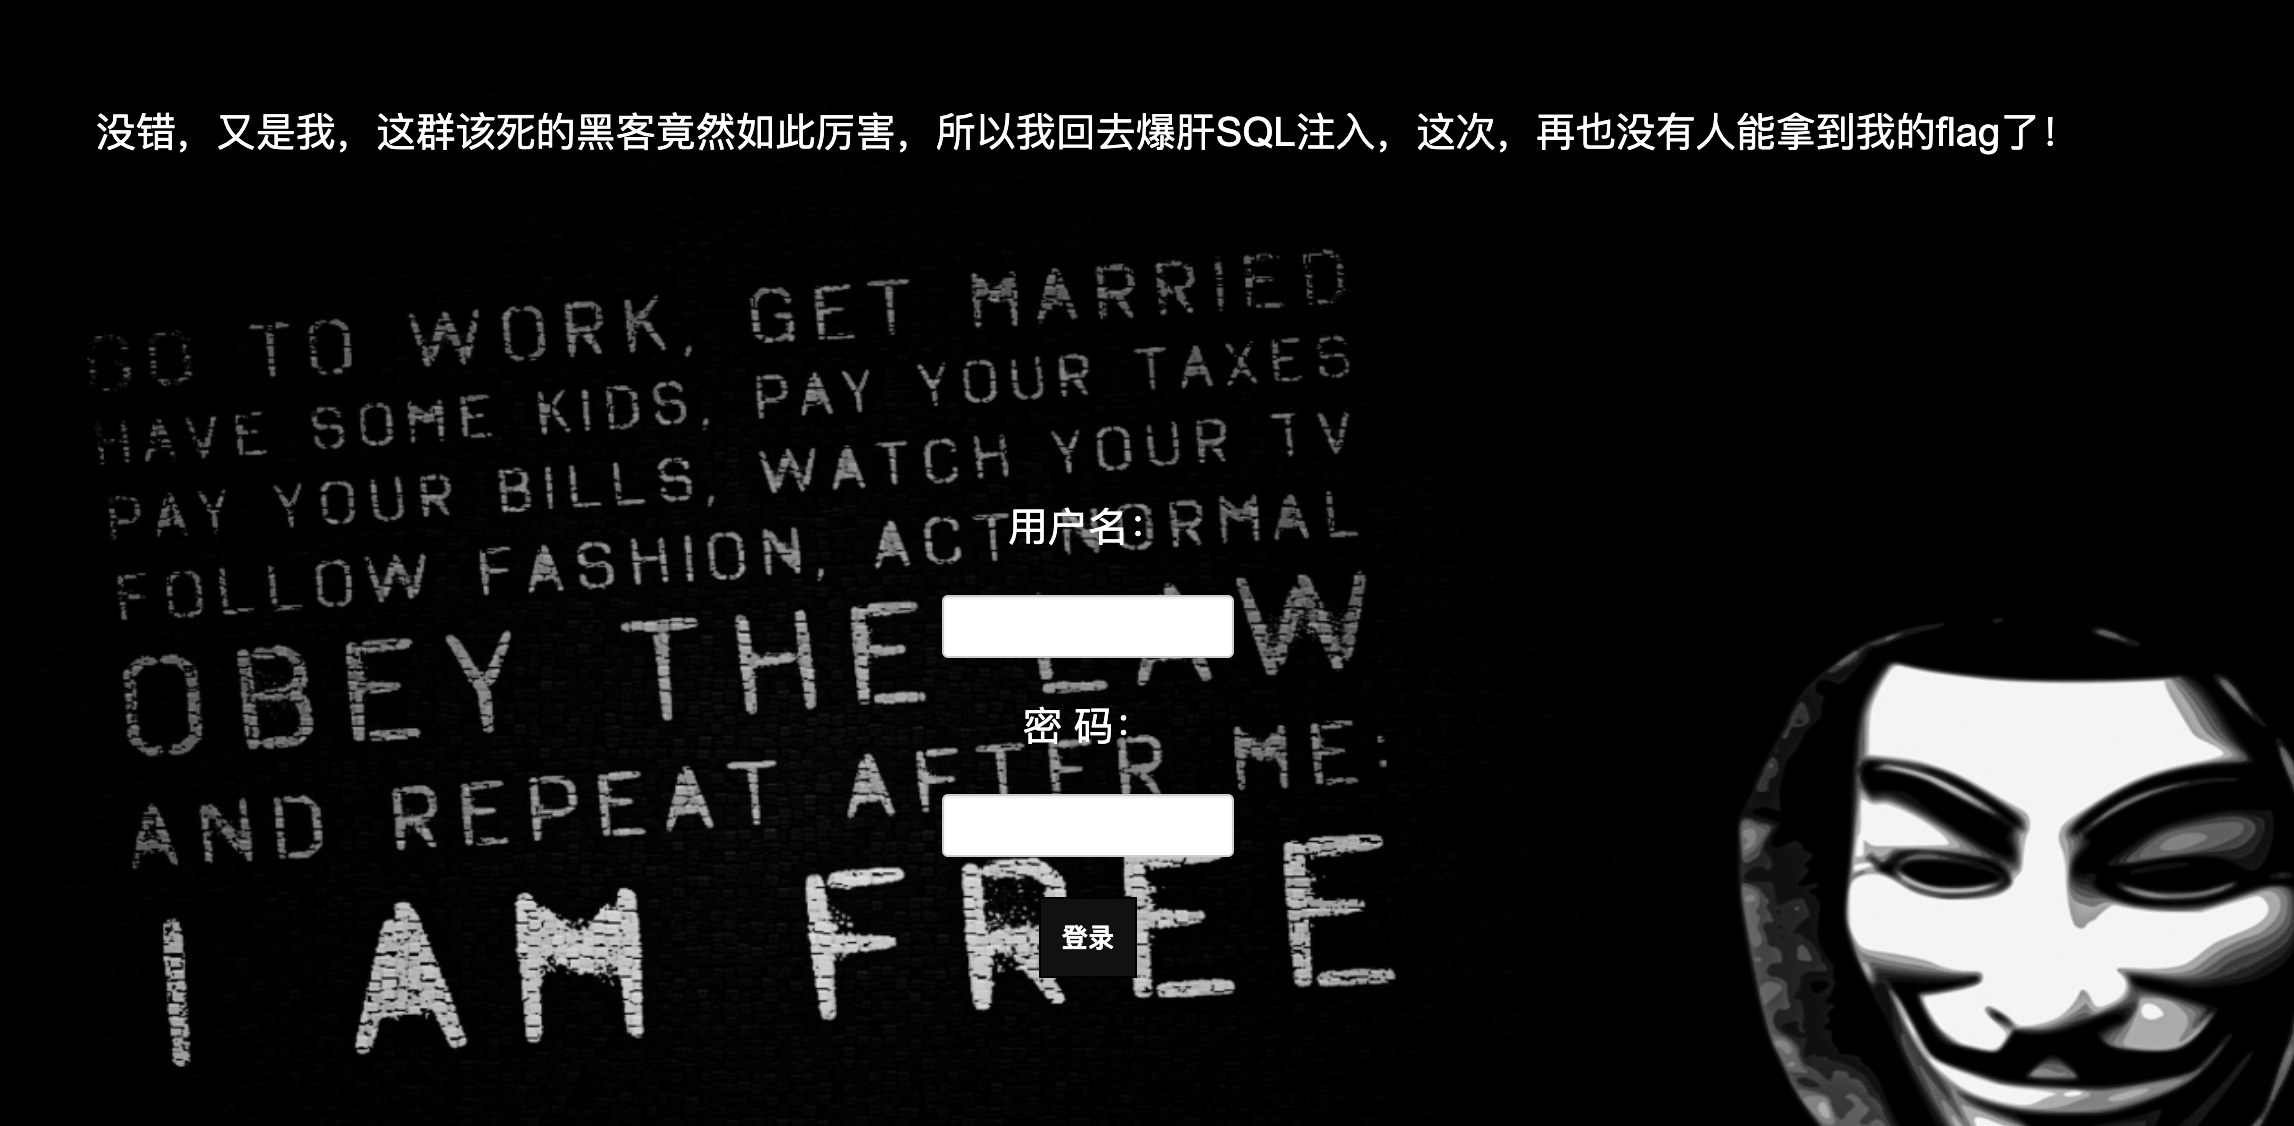 没错，又是我，这群该死的黑客竟然如此厉害，所以我回去爆肝SQL注入，这次，再也没有人能拿到我的flag了！
GO TO WORK, GET MARRIED
HAVE SOME KIDS, PAY YOUR TAXES
PAY YOUR BILLS, WATCH YOUR TV
FOLLOW FASHION, ACT NORMAL
OBEY THE LAW
AND REPEAT AFTER ME:
I AM FREE
用户名：
密 码：
登录